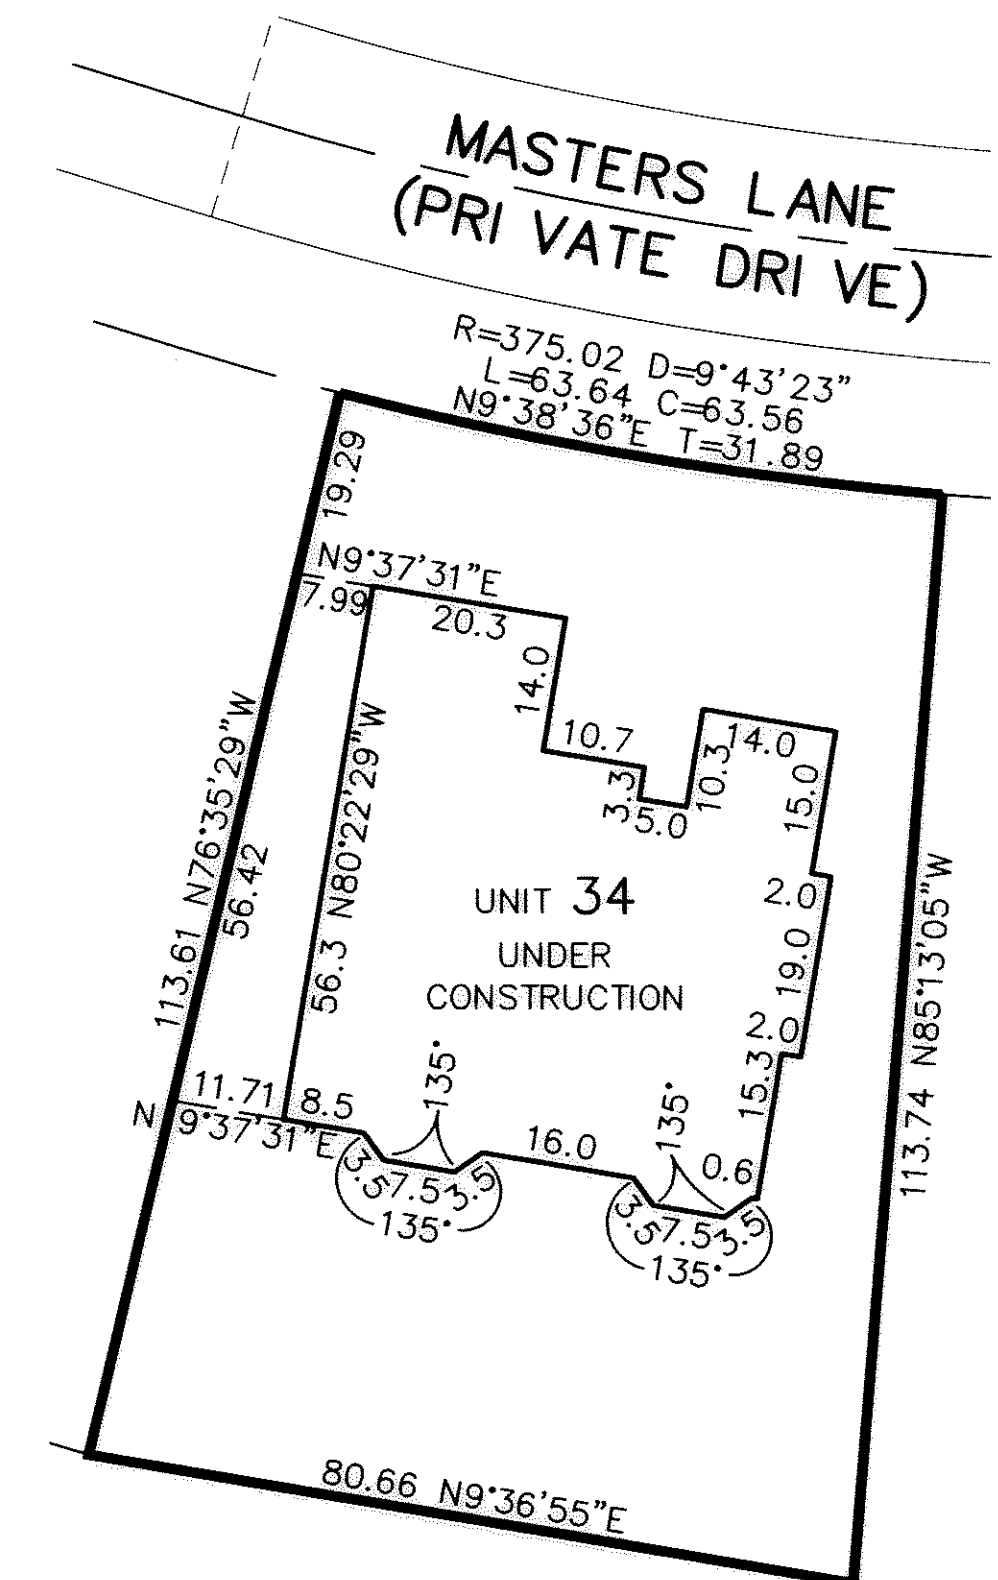 MASTERS LANE
(PRIVATE DRIVE)
R=375.02 D=9°43'23"
L=63.64 C=63.56
N9°38'36"E T=31.89
19.29
N9°37'31"E
7.99
20.3
14.0
10.7
3.3
5.0
10.3
14.0
15.0
2.0
19.0
2.0
15.3
0.6
N76°35'29"W
113.61
56.42
N80°22'29"W
56.3
UNIT 34
UNDER
CONSTRUCTION
N85°13'05"W
113.74
11.71
N 9°37'31"E
8.5
135°
3.5
7.5
3.5
135°
16.0
135°
3.5
7.5
3.5
135°
80.66 N9°36'55"E